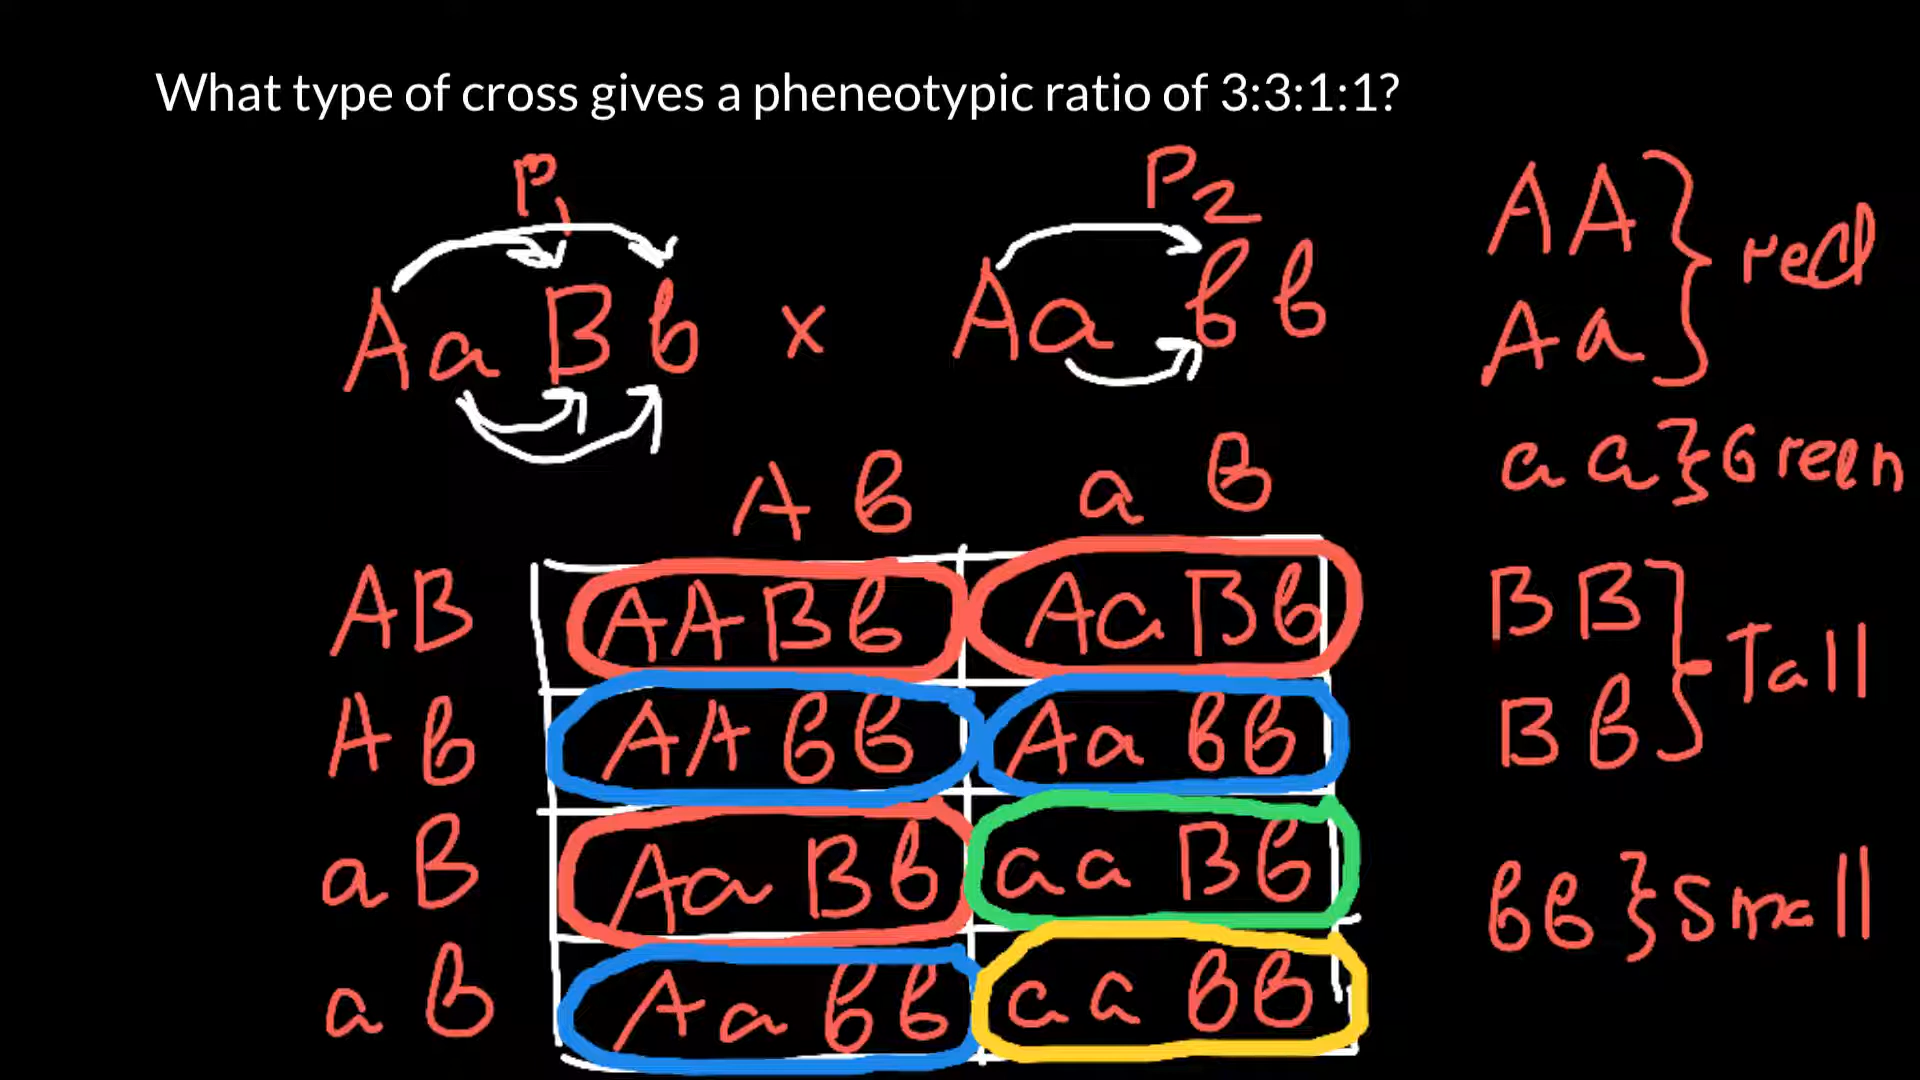 What type of cross gives a pheneotypic ratio of 3:3:1:1?
P1
P2
AaBb x Aabb
AA
Aa
} red
aa } Green
BB
Bb
} Tall
bb } Small
Ab ab
AB AABb AaBb
Ab AAbb Aabb
aB AaBb aaBb
ab Aabb aabb